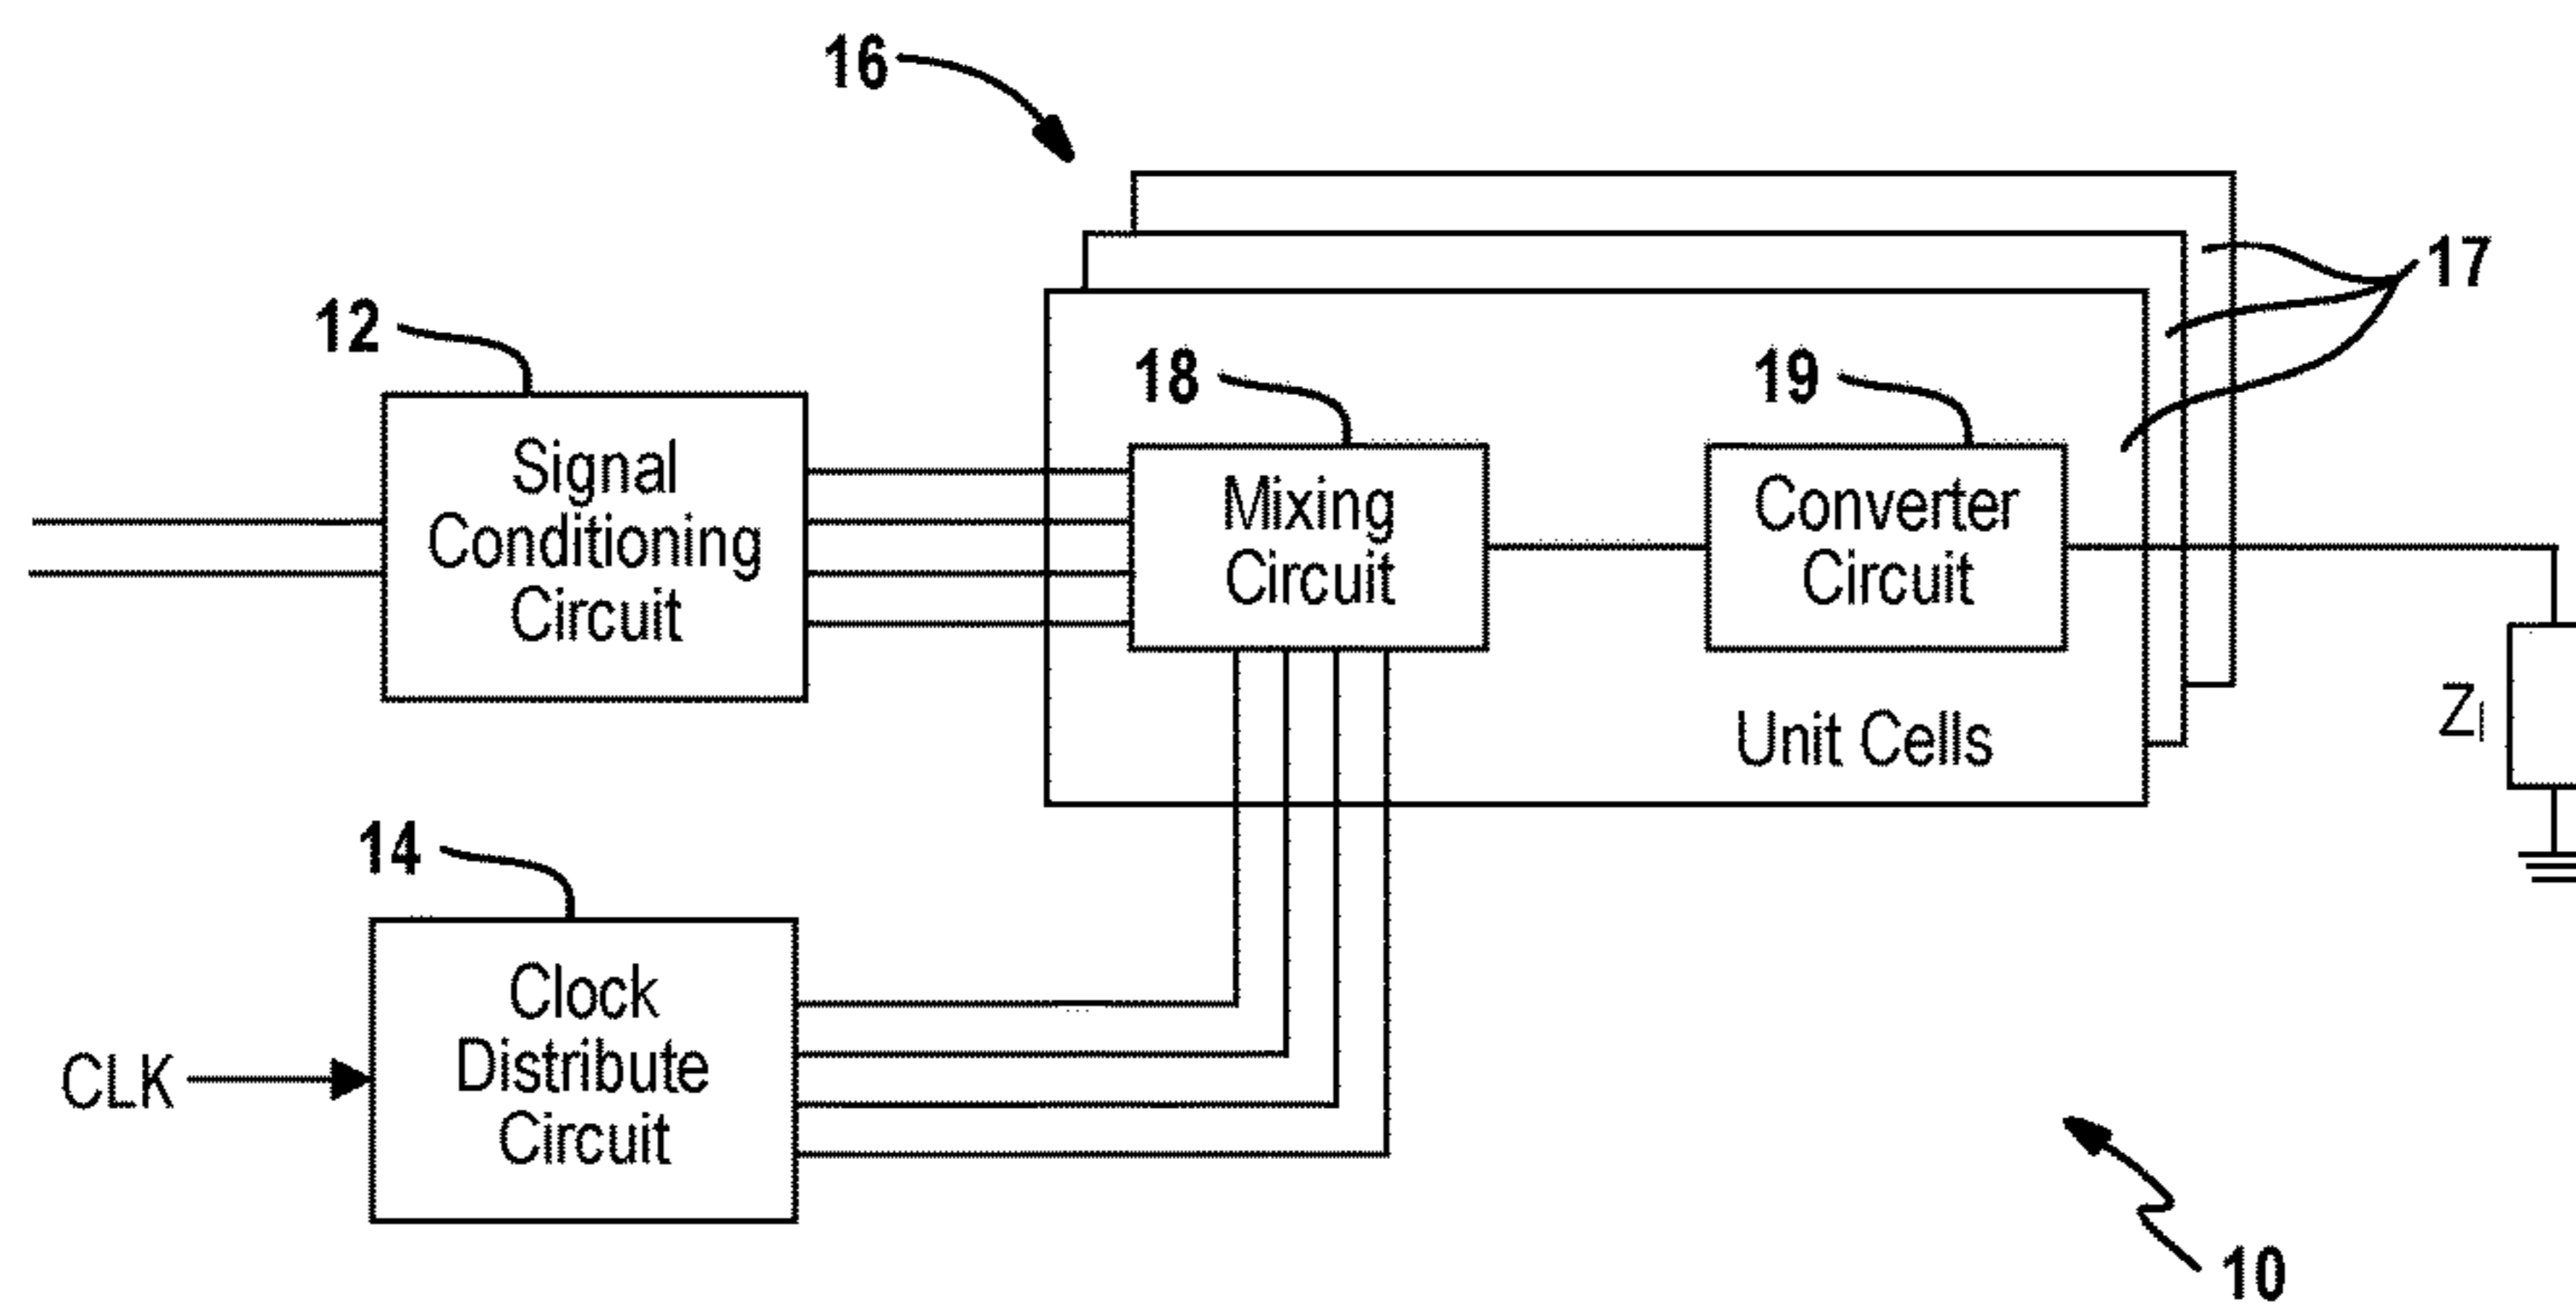 16
17
12
18
19
Signal
Conditioning
Circuit
Mixing
Circuit
Converter
Circuit
Unit Cells
Zl
14
Clock
Distribute
Circuit
CLK
10